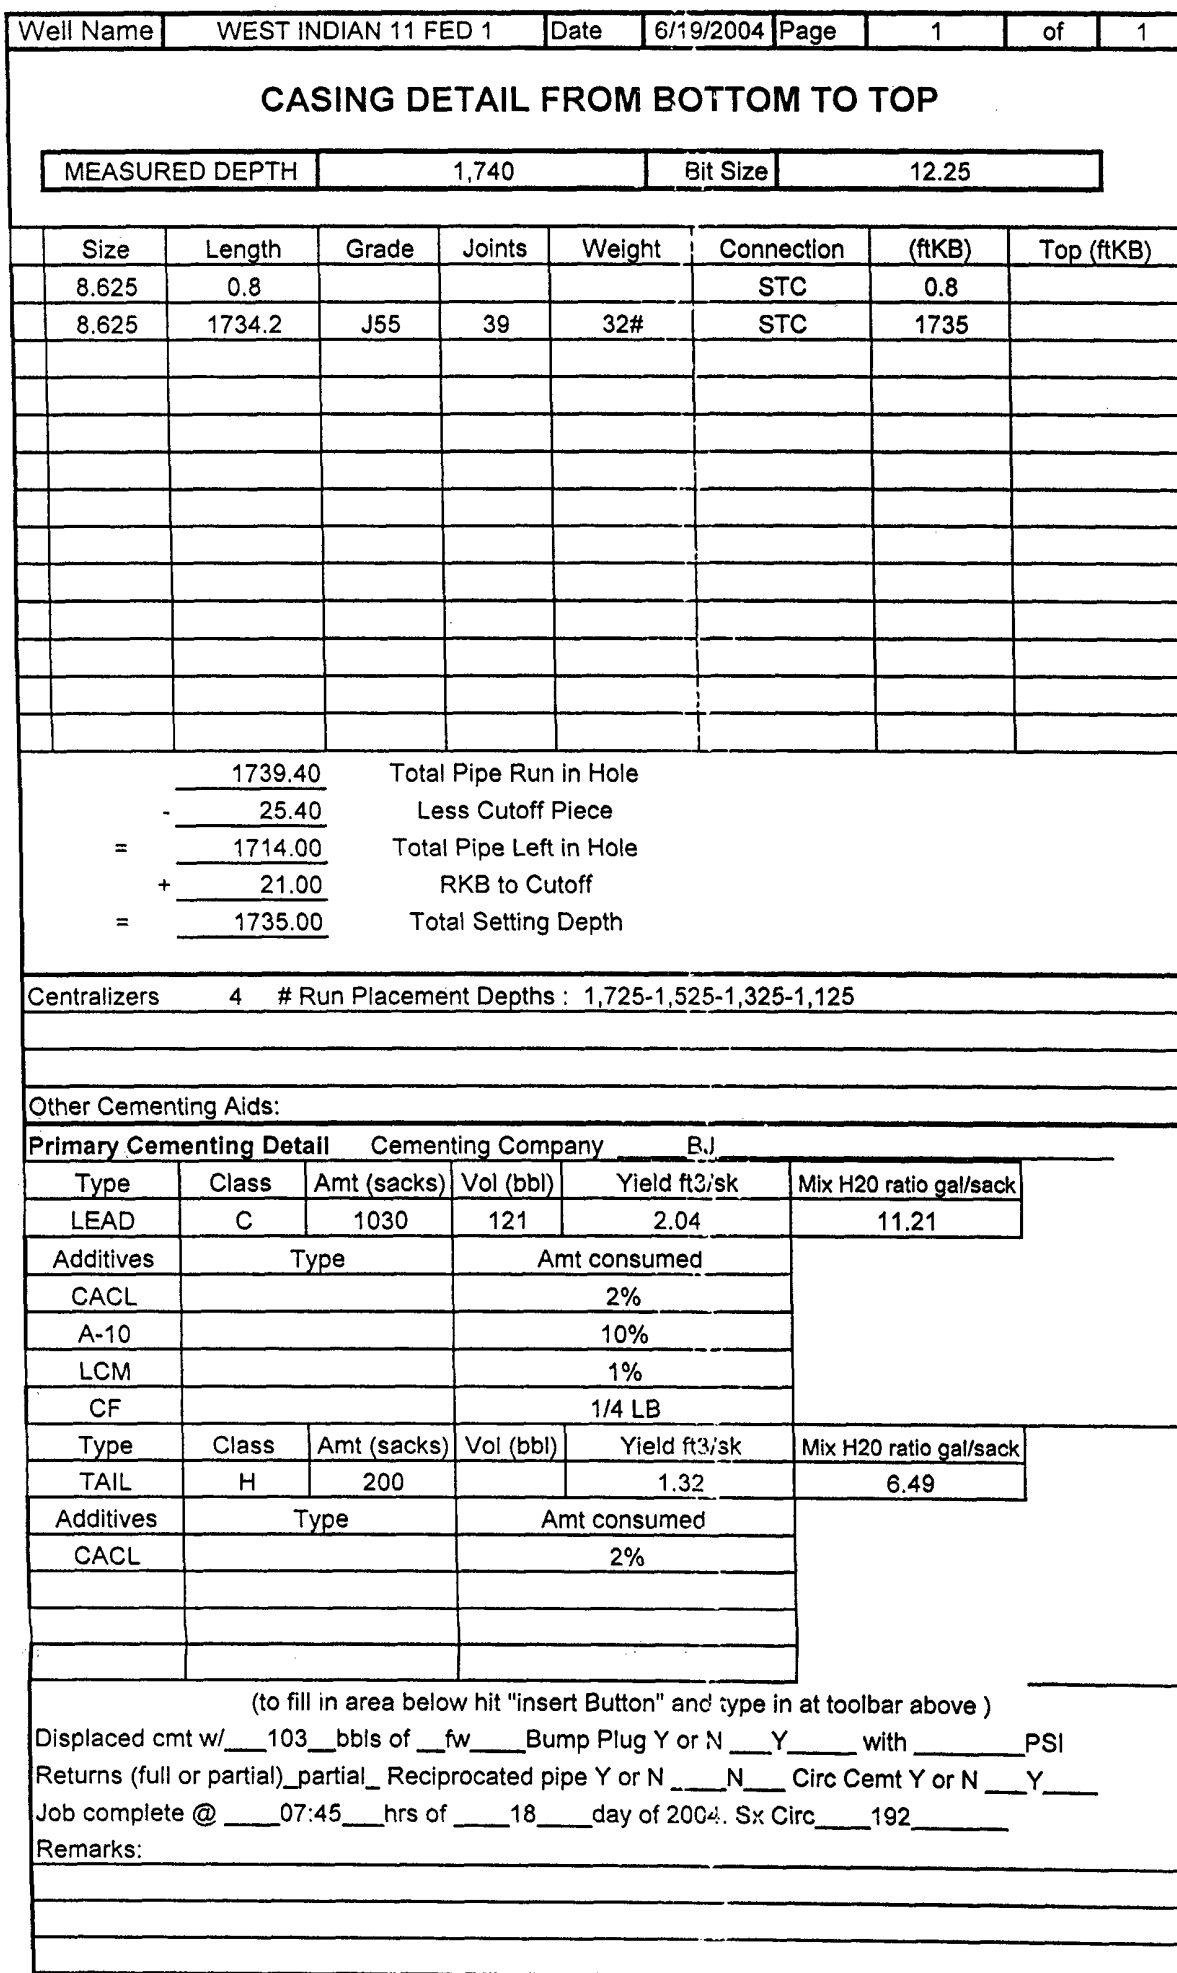 Well Name WEST INDIAN 11 FED 1 Date 6/19/2004 Page 1 of 1
CASING DETAIL FROM BOTTOM TO TOP
MEASURED DEPTH 1,740 Bit Size 12.25
Size Length Grade Joints Weight Connection (ftKB) Top (ftKB)
8.625 0.8 STC 0.8
8.625 1734.2 J55 39 32# STC 1735
1739.40 Total Pipe Run in Hole
- 25.40 Less Cutoff Piece
= 1714.00 Total Pipe Left in Hole
+ 21.00 RKB to Cutoff
= 1735.00 Total Setting Depth
Centralizers 4 # Run Placement Depths : 1,725-1,525-1,325-1,125
Other Cementing Aids:
Primary Cementing Detail Cementing Company _____BJ_____
Type Class Amt (sacks) Vol (bbl) Yield ft3/sk Mix H20 ratio gal/sack
LEAD C 1030 121 2.04 11.21
Additives Type Amt consumed
CACL 2%
A-10 10%
LCM 1%
CF 1/4 LB
Type Class Amt (sacks) Vol (bbl) Yield ft3/sk Mix H20 ratio gal/sack
TAIL H 200 1.32 6.49
Additives Type Amt consumed
CACL 2%
(to fill in area below hit "insert Button" and type in at toolbar above )
Displaced cmt w/___103__bbls of __fw____Bump Plug Y or N ___Y_____ with ________PSI
Returns (full or partial)_partial_ Reciprocated pipe Y or N _____N___ Circ Cemt Y or N ___Y____
Job complete @ ____07:45___hrs of ____18____day of 2004. Sx Circ____192_______
Remarks: